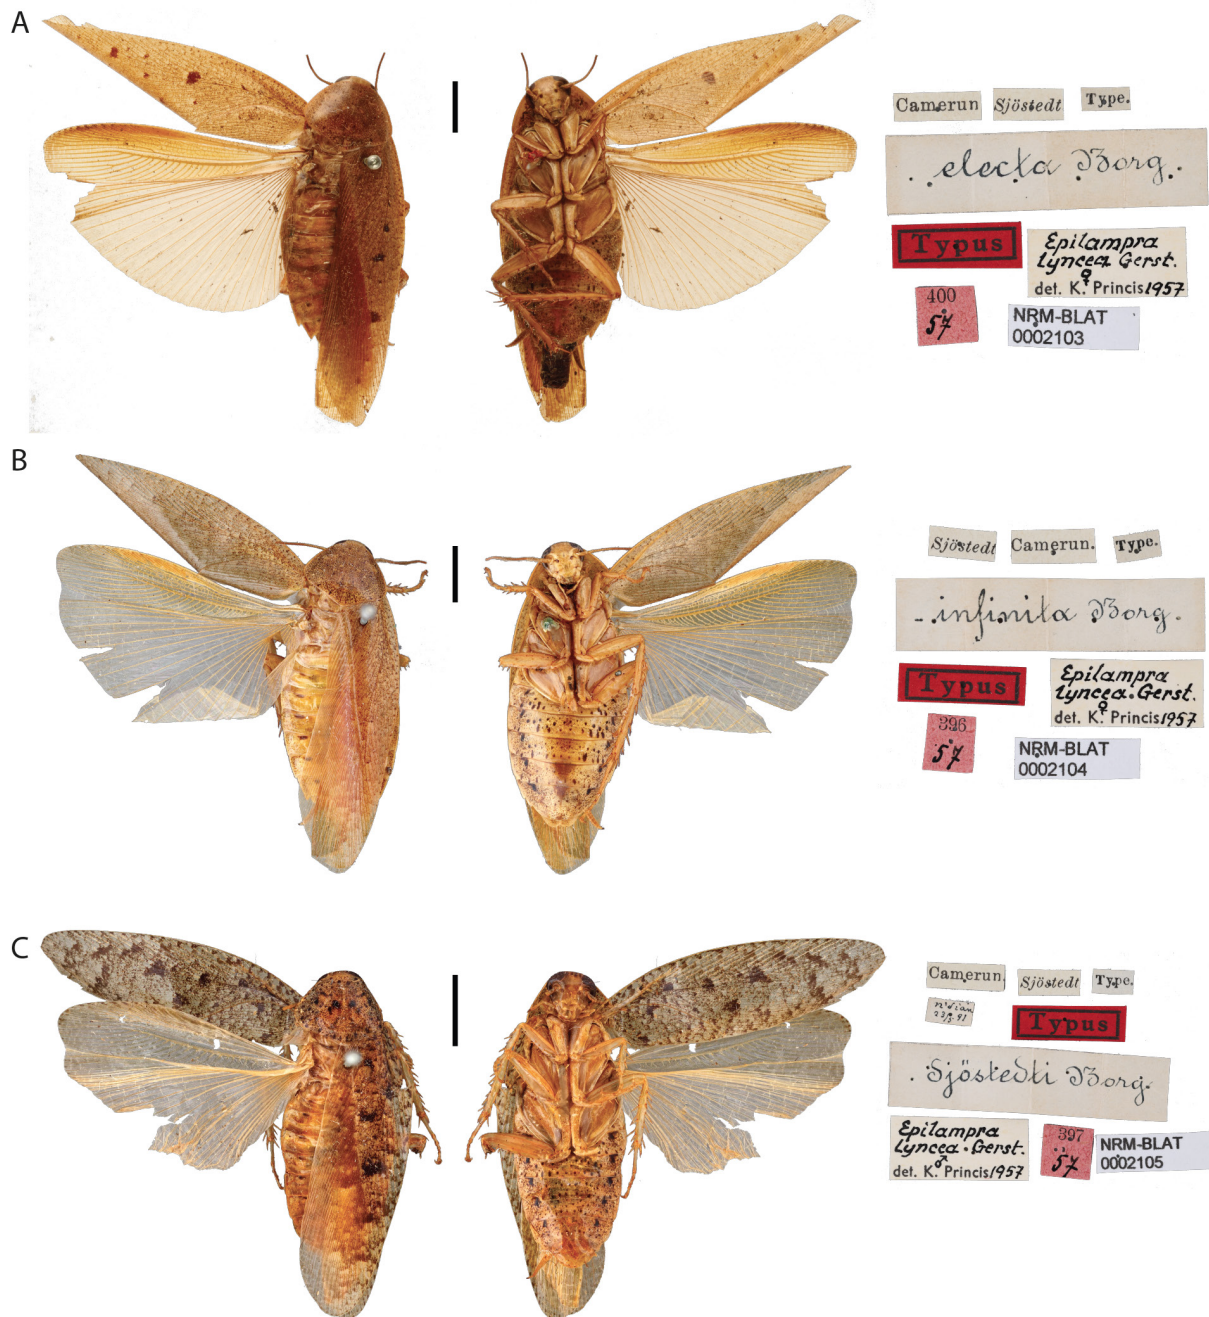 A
Camerun
Sjöstedt
Type.
. electa Borg.
Typus
Epilampra
lyncea Gerst.
♀
det. K. Princis 1957
400
57
NRM-BLAT
0002103
B
Sjöstedt
Camerun.
Type.
- infinita Borg.
Typus
Epilampra
lyncea. Gerst.
♀
det. K. Princis 1957
396
57
NRM-BLAT
0002104
C
Camerun
Sjöstedt
Type.
Typus
. Sjöstedti Borg.
Epilampra
lyncea. Gerst.
♂
det. K. Princis 1957
397
57
NRM-BLAT
0002105